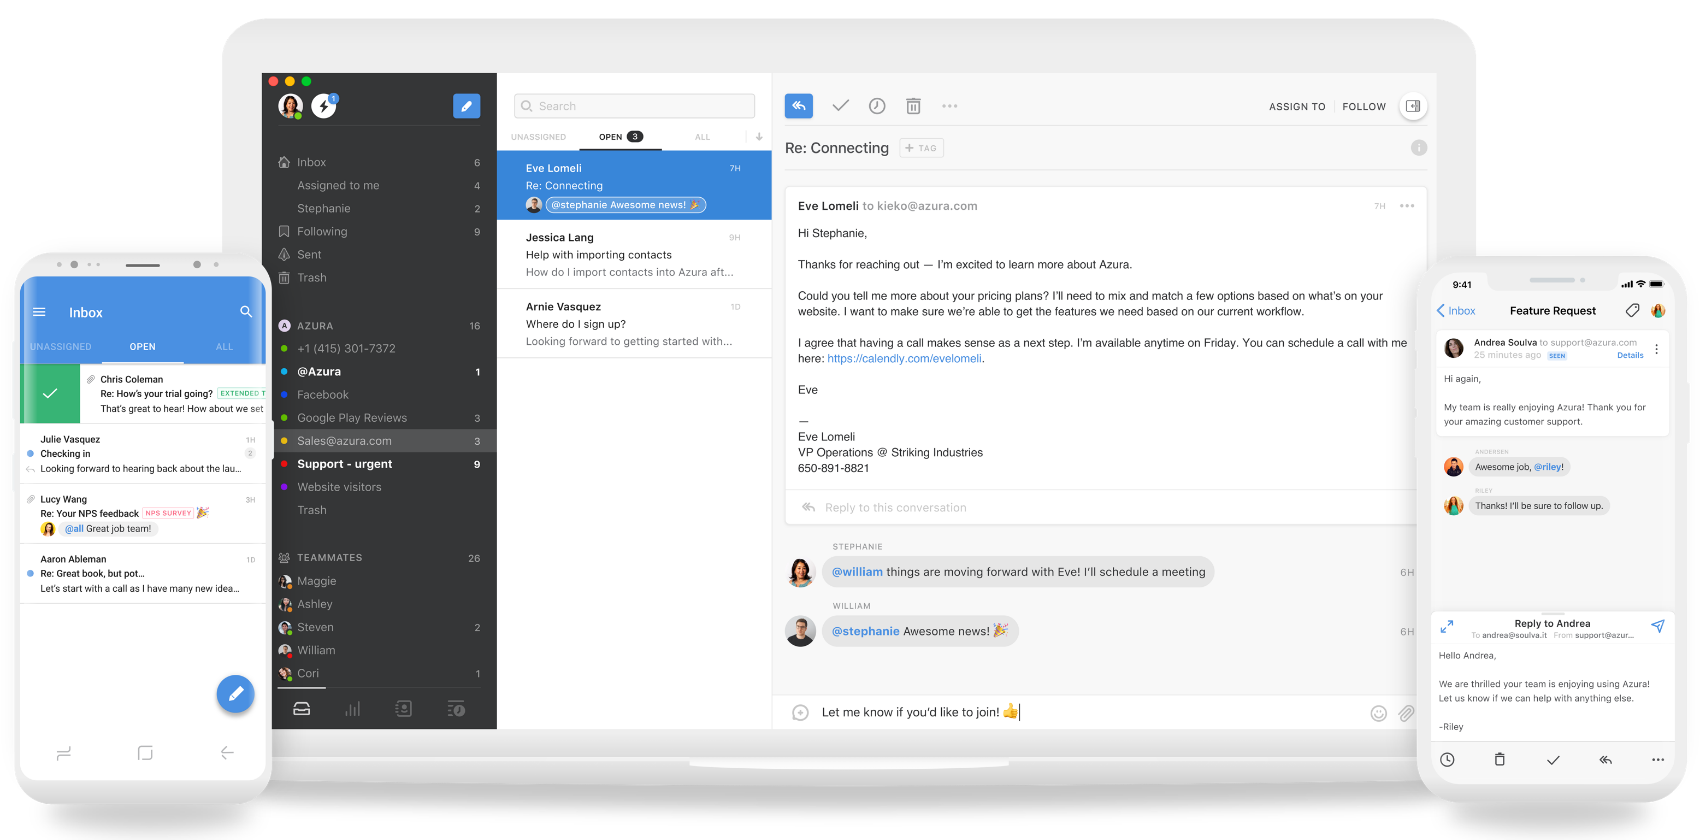 Inbox
UNASSIGNED
OPEN
ALL
Chris Coleman
Re: How's your trial going? EXTENDED T
That's great to hear! How about we set
Julie Vasquez 1H
Checking in 2
Looking forward to hearing back about the lau...
Lucy Wang 3H
Re: Your NPS feedback NPS SURVEY
@all Great job team!
Aaron Ableman 1D
Re: Great book, but pot...
Let's start with a call as I have many new idea...
1
Inbox 6
Assigned to me 4
Stephanie 2
Following 9
Sent
Trash
A AZURA 16
+1 (415) 301-7372
@Azura 1
Facebook
Google Play Reviews 3
Sales@azura.com 3
Support - urgent 9
Website visitors
Trash
TEAMMATES 26
Maggie
Ashley
Steven 2
William
Cori 1
Search
UNASSIGNED
OPEN 3
ALL
Eve Lomeli 7H
Re: Connecting
@stephanie Awesome news!
Jessica Lang 9H
Help with importing contacts
How do I import contacts into Azura aft...
Arnie Vasquez 1D
Where do I sign up?
Looking forward to getting started with...
ASSIGN TO
FOLLOW
Re: Connecting
+ TAG
Eve Lomeli to kieko@azura.com 7H
Hi Stephanie,
Thanks for reaching out — I'm excited to learn more about Azura.
Could you tell me more about your pricing plans? I'll need to mix and match a few options based on what's on your
website. I want to make sure we're able to get the features we need based on our current workflow.
I agree that having a call makes sense as a next step. I'm available anytime on Friday. You can schedule a call with me
here: https://calendly.com/evelomeli.
Eve
—
Eve Lomeli
VP Operations @ Striking Industries
650-891-8821
Reply to this conversation
STEPHANIE
@william things are moving forward with Eve! I'll schedule a meeting 6H
WILLIAM
@stephanie Awesome news! 6H
Let me know if you'd like to join! 👍
9:41
Inbox
Feature Request
Andrea Soulva to support@azura.com
25 minutes ago SEEN Details
Hi again,
My team is really enjoying Azura! Thank you for
your amazing customer support.
ANDERSEN
Awesome job, @riley!
RILEY
Thanks! I'll be sure to follow up.
Reply to Andrea
To andrea@soulva.it From support@azur...
Hello Andrea,
We are thrilled your team is enjoying using Azura!
Let us know if we can help with anything else.
-Riley